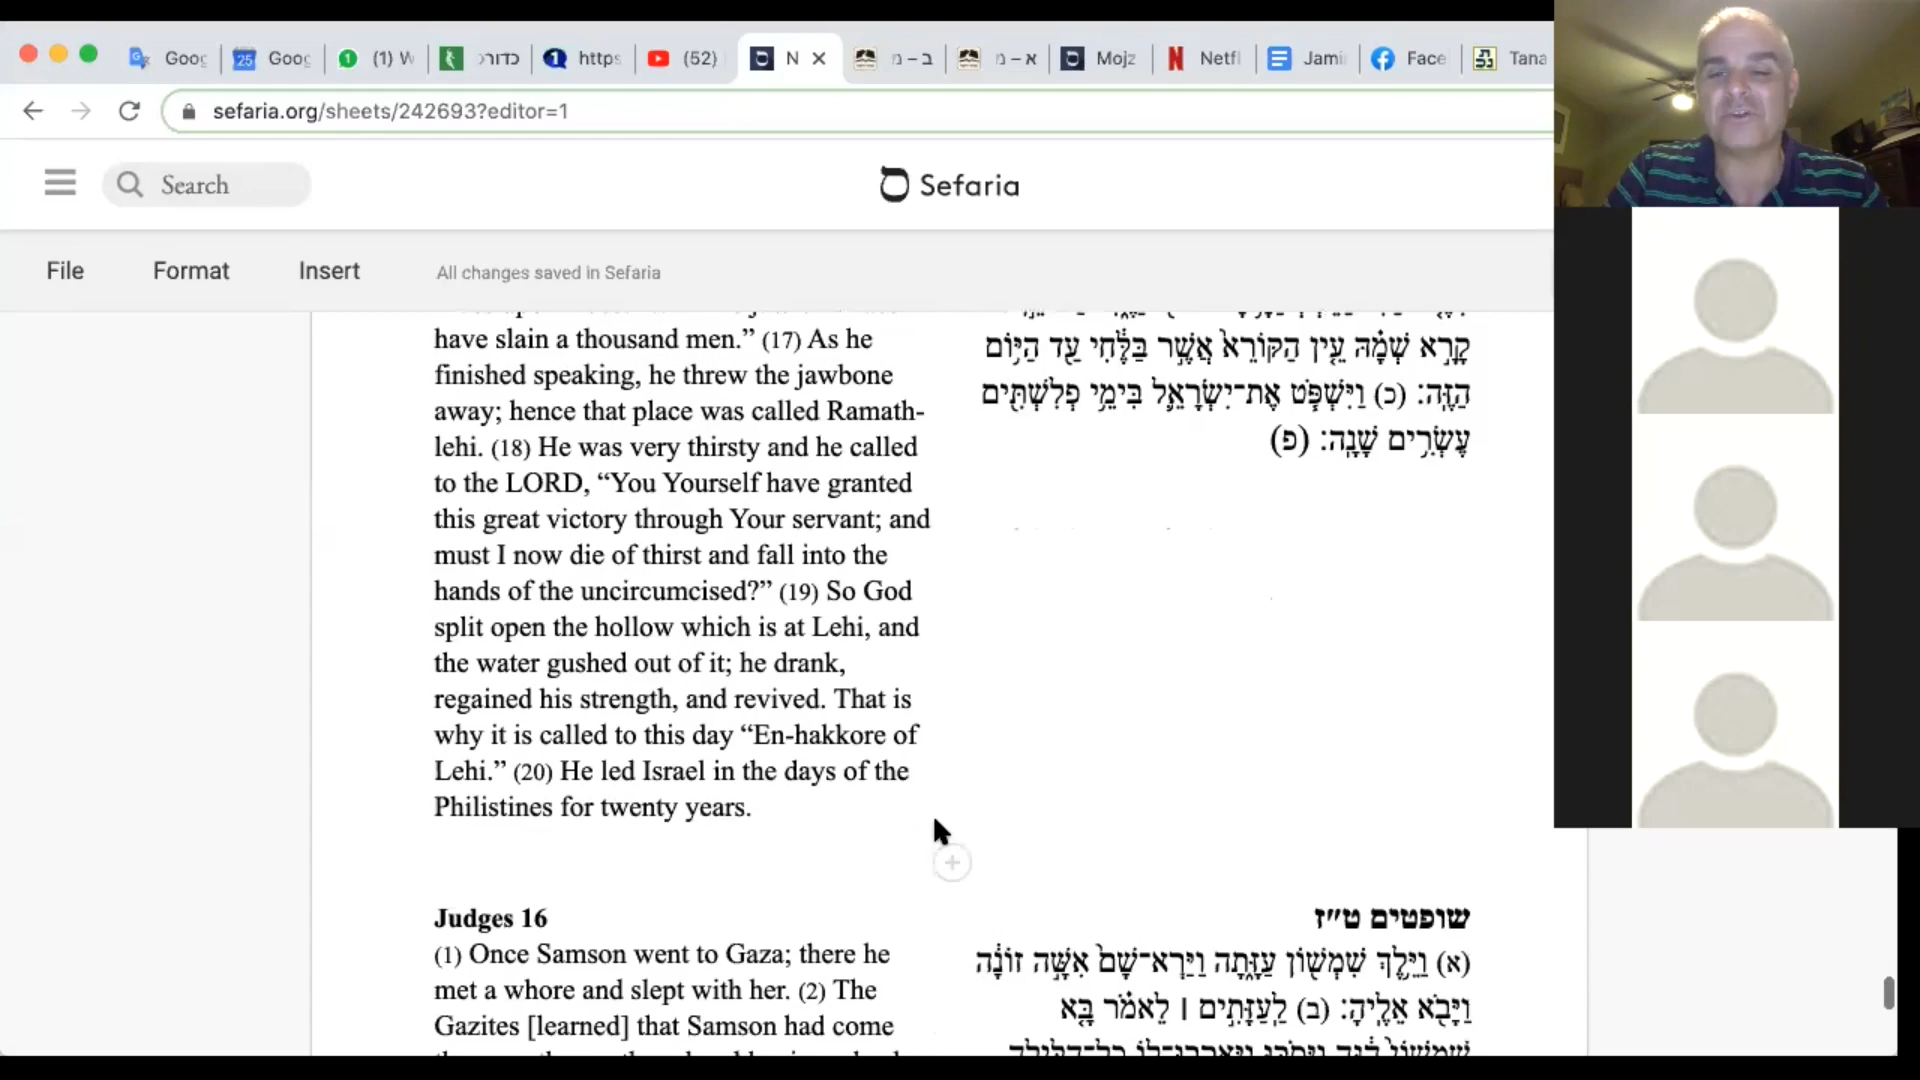 Goog
Goog
(1) W
כדורכ
https
(52)
N
ב – מ
א – מ
Mojz
Netfl
Jami
Face
Tana
sefaria.org/sheets/242693?editor=1
Search
Sefaria
File
Format
Insert
All changes saved in Sefaria
have slain a thousand men.” (17) As he
finished speaking, he threw the jawbone
away; hence that place was called Ramath-
lehi. (18) He was very thirsty and he called
to the LORD, “You Yourself have granted
this great victory through Your servant; and
must I now die of thirst and fall into the
hands of the uncircumcised?” (19) So God
split open the hollow which is at Lehi, and
the water gushed out of it; he drank,
regained his strength, and revived. That is
why it is called to this day “En-hakkore of
Lehi.” (20) He led Israel in the days of the
Philistines for twenty years.
קָרָ֣א שְׁמָ֗הּ עֵ֤ין הַקּוֹרֵא֙ אֲשֶׁ֣ר בַּלֶּ֔חִי עַ֖ד הַיּ֥וֹם
הַזֶּֽה׃ (כ) וַיִּשְׁפֹּ֧ט אֶת־יִשְׂרָאֵ֛ל בִּימֵ֥י פְלִשְׁתִּ֖ים
עֶשְׂרִ֥ים שָׁנָֽה׃ (פ)
Judges 16
(1) Once Samson went to Gaza; there he
met a whore and slept with her. (2) The
Gazites [learned] that Samson had come
שופטים ט״ז
(א) וַיֵּ֥לֶךְ שִׁמְשׁ֖וֹן עַזָּ֑תָה וַיַּרְא־שָׁם֙ אִשָּׁ֣ה זוֹנָ֔ה
וַיָּבֹ֖א אֵלֶֽיהָ׃ (ב) לַֽעַזָּתִ֣ים ׀ לֵאמֹ֗ר בָּ֤א